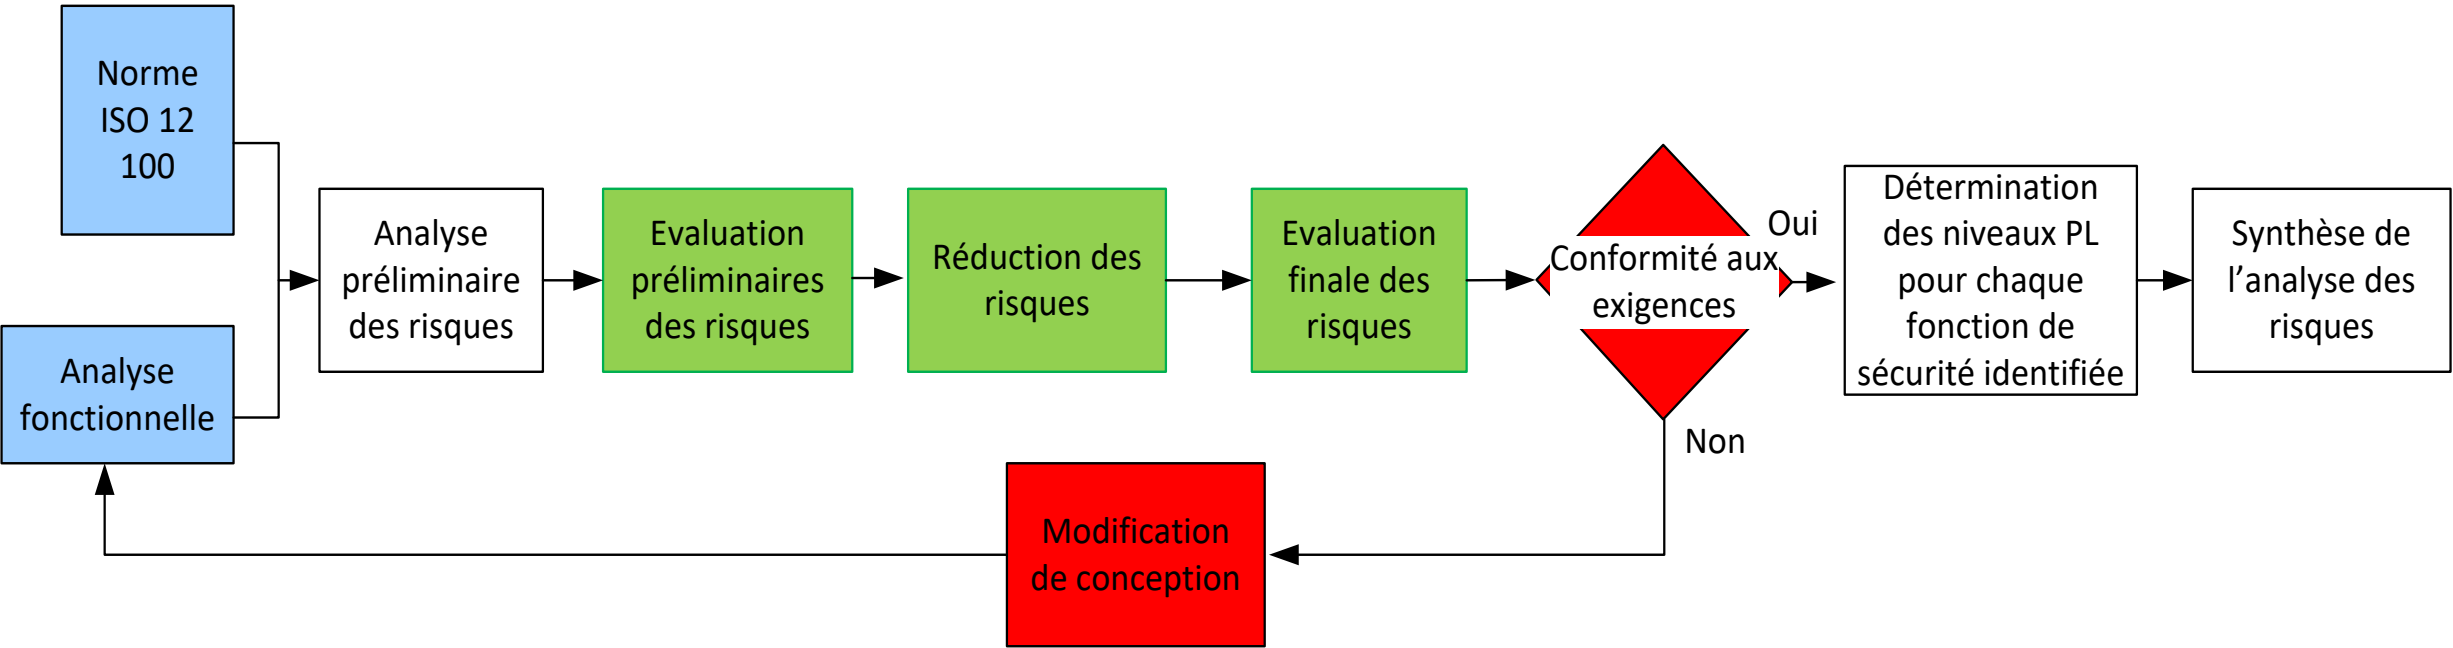 Norme
ISO 12
100
Analyse
fonctionnelle
Analyse
préliminaire
des risques
Evaluation
préliminaires
des risques
Réduction des
risques
Evaluation
finale des
risques
Conformité aux
exigences
Oui
Non
Détermination
des niveaux PL
pour chaque
fonction de
sécurité identifiée
Synthèse de
l’analyse des
risques
Modification
de conception